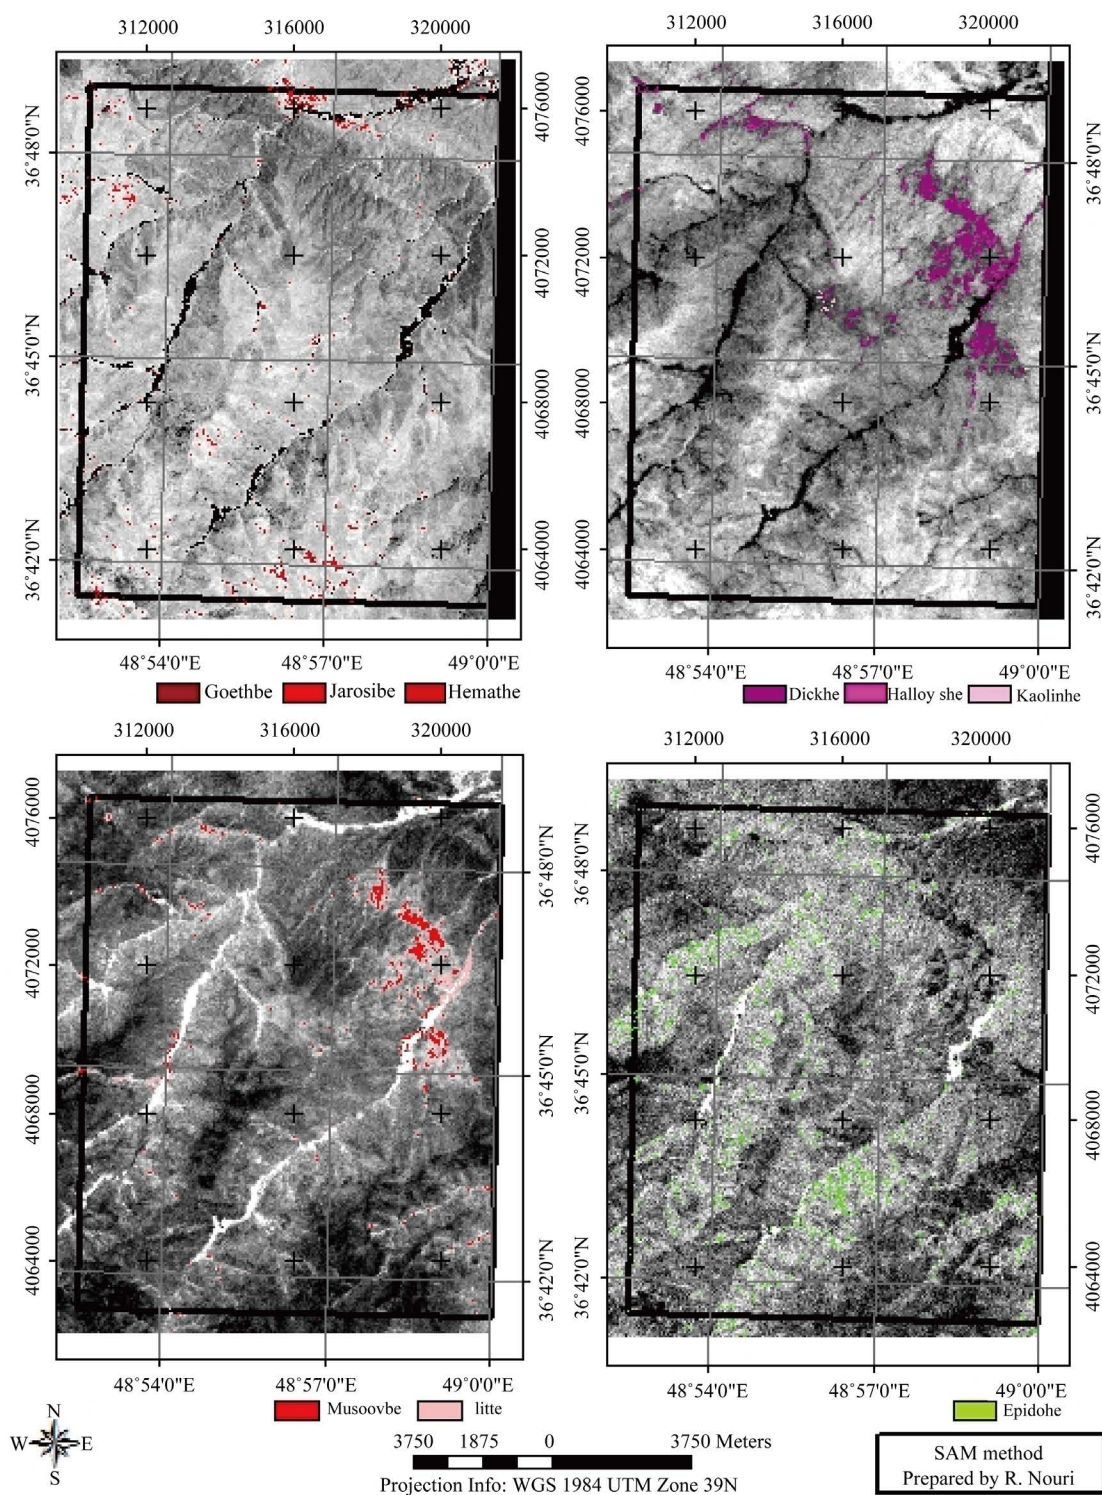 312000 316000 320000
312000 316000 320000
36°48'0"N
4076000
4076000
36°48'0"N
4072000
4072000
36°45'0"N
4068000
4068000
36°45'0"N
36°42'0"N
4064000
4064000
36°42'0"N
48°54'0"E 48°57'0"E 49°0'0"E
48°54'0"E 48°57'0"E 49°0'0"E
Goethbe Jarosibe Hemathe
Dickhe Halloy she Kaolinhe
312000 316000 320000
312000 316000 320000
4076000
36°48'0"N
36°48'0"N
4076000
4072000
4072000
36°45'0"N
36°45'0"N
4068000
4068000
4064000
36°42'0"N
36°42'0"N
4064000
48°54'0"E 48°57'0"E 49°0'0"E
48°54'0"E 48°57'0"E 49°0'0"E
Musoovbe litte
Epidohe
N
W E
S
3750 1875 0 3750 Meters
Projection Info: WGS 1984 UTM Zone 39N
SAM method
Prepared by R. Nouri